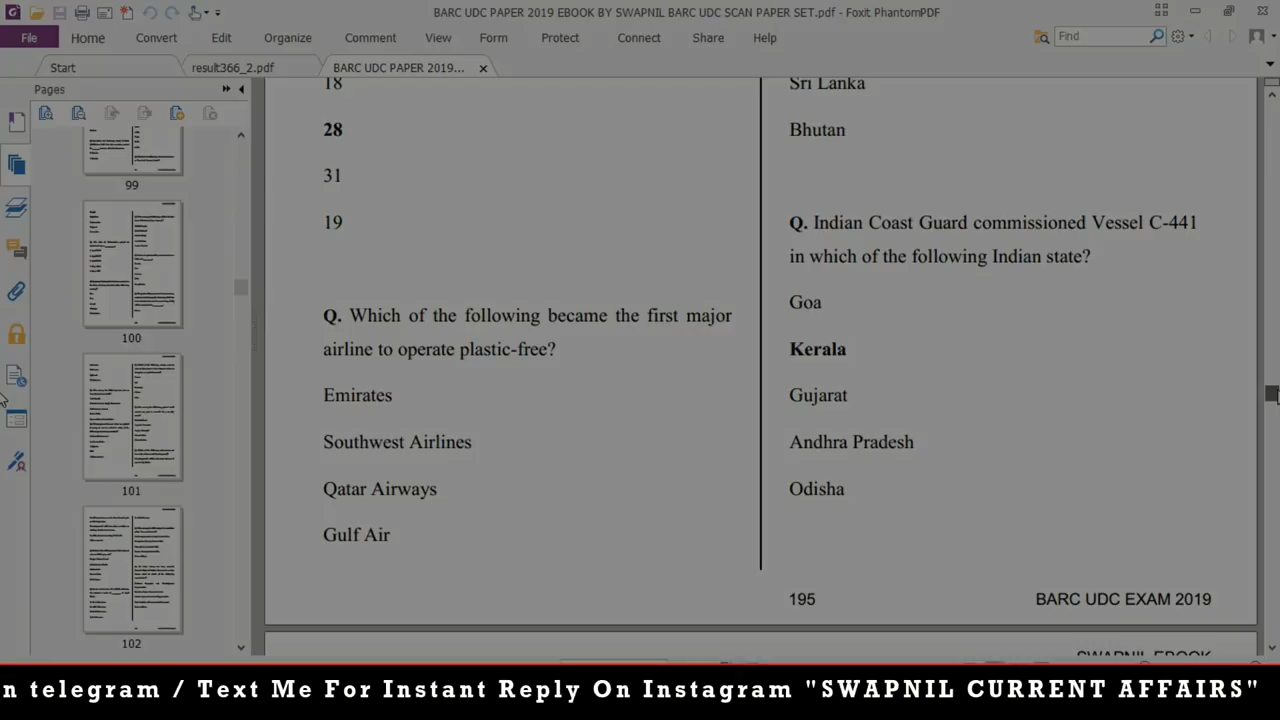 BARC UDC PAPER 2019 EBOOK BY SWAPNIL BARC UDC SCAN PAPER SET.pdf - Foxit PhantomPDF
File Home Convert Edit Organize Comment View Form Protect Connect Share Help Find
Start result366_2.pdf BARC UDC PAPER 2019...
Pages
99
100
101
102
18
28
31
19
Q. Which of the following became the first major
airline to operate plastic-free?
Emirates
Southwest Airlines
Qatar Airways
Gulf Air
Sri Lanka
Bhutan
Q. Indian Coast Guard commissioned Vessel C-441
in which of the following Indian state?
Goa
Kerala
Gujarat
Andhra Pradesh
Odisha
195 BARC UDC EXAM 2019
SWAPNIL EBOOK
n telegram / Text Me For Instant Reply On Instagram "SWAPNIL CURRENT AFFAIRS"